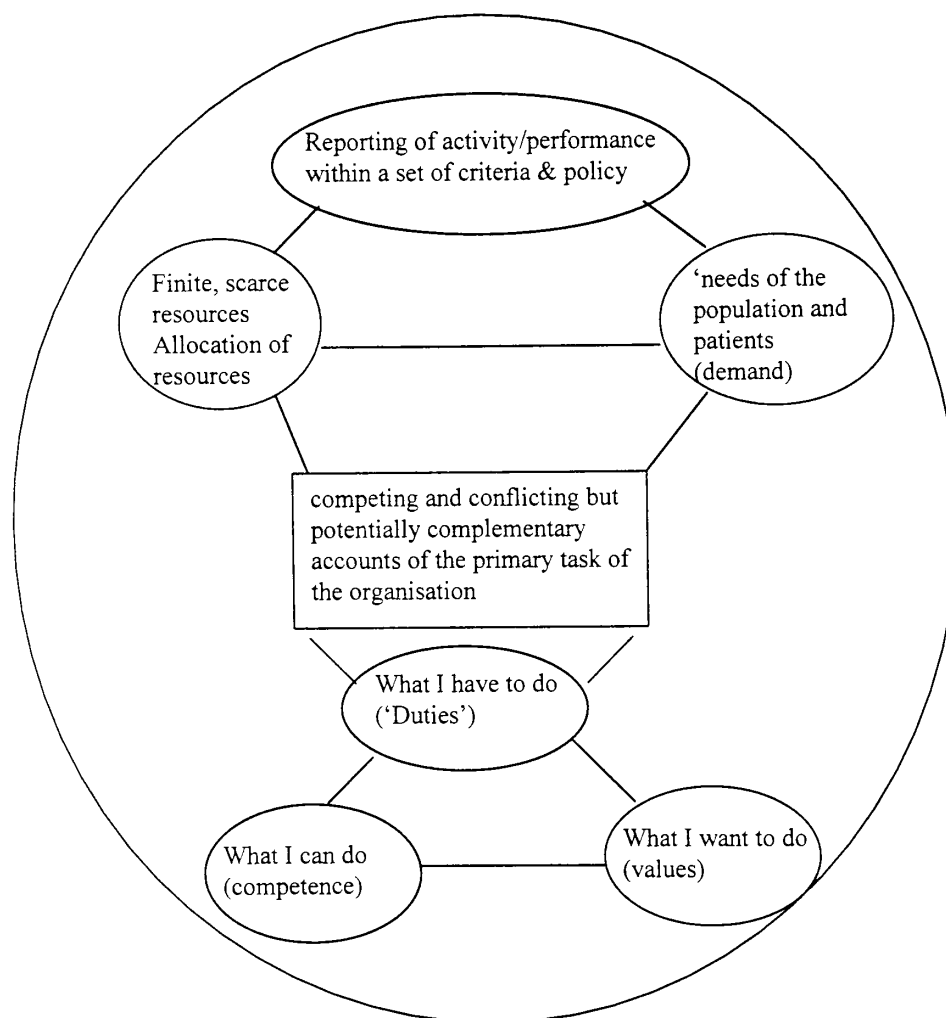 Reporting of activity/performance
within a set of criteria & policy
Finite, scarce
resources
Allocation of
resources
‘needs of the
population and
patients
(demand)
competing and conflicting but
potentially complementary
accounts of the primary task of
the organisation
What I have to do
(‘Duties’)
What I can do
(competence)
What I want to do
(values)